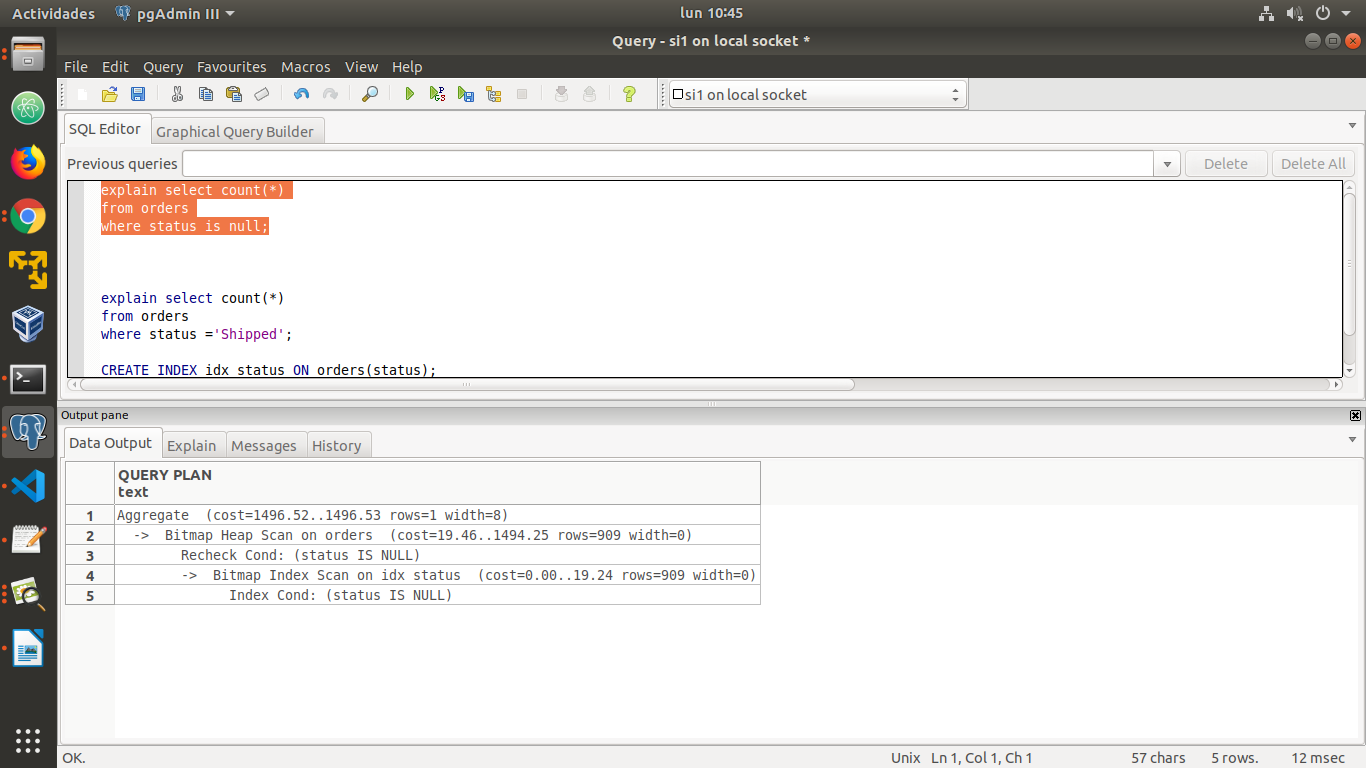 Actividades pgAdmin III lun 10:45
Query - si1 on local socket *
File Edit Query Favourites Macros View Help
si1 on local socket
SQL Editor Graphical Query Builder
Previous queries Delete Delete All
explain select count(*)
from orders
where status is null;
explain select count(*)
from orders
where status ='Shipped';
CREATE INDEX idx_status ON orders(status);
Output pane
Data Output Explain Messages History
QUERY PLAN
text
1 Aggregate (cost=1496.52..1496.53 rows=1 width=8)
2 -> Bitmap Heap Scan on orders (cost=19.46..1494.25 rows=909 width=0)
3 Recheck Cond: (status IS NULL)
4 -> Bitmap Index Scan on idx_status (cost=0.00..19.24 rows=909 width=0)
5 Index Cond: (status IS NULL)
OK. Unix Ln 1, Col 1, Ch 1 57 chars 5 rows. 12 msec